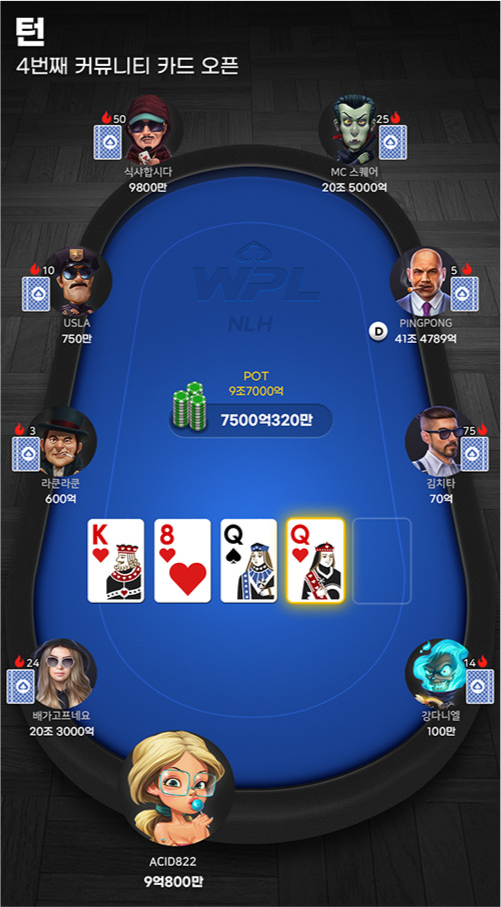 턴
4번째 커뮤니티 카드 오픈
50
25
식샤합시다
9800만
MC 스퀘어
20조 5000억
10
5
USLA
750만
PINGPONG
41조 4789억
WPL
NLH
D
POT
9조7000억
7500억320만
3
75
라쿤라쿤
600억
김치타
70억
K
8
Q
Q
24
14
배가고프네요
20조 3000억
강다니엘
100만
ACID822
9억800만